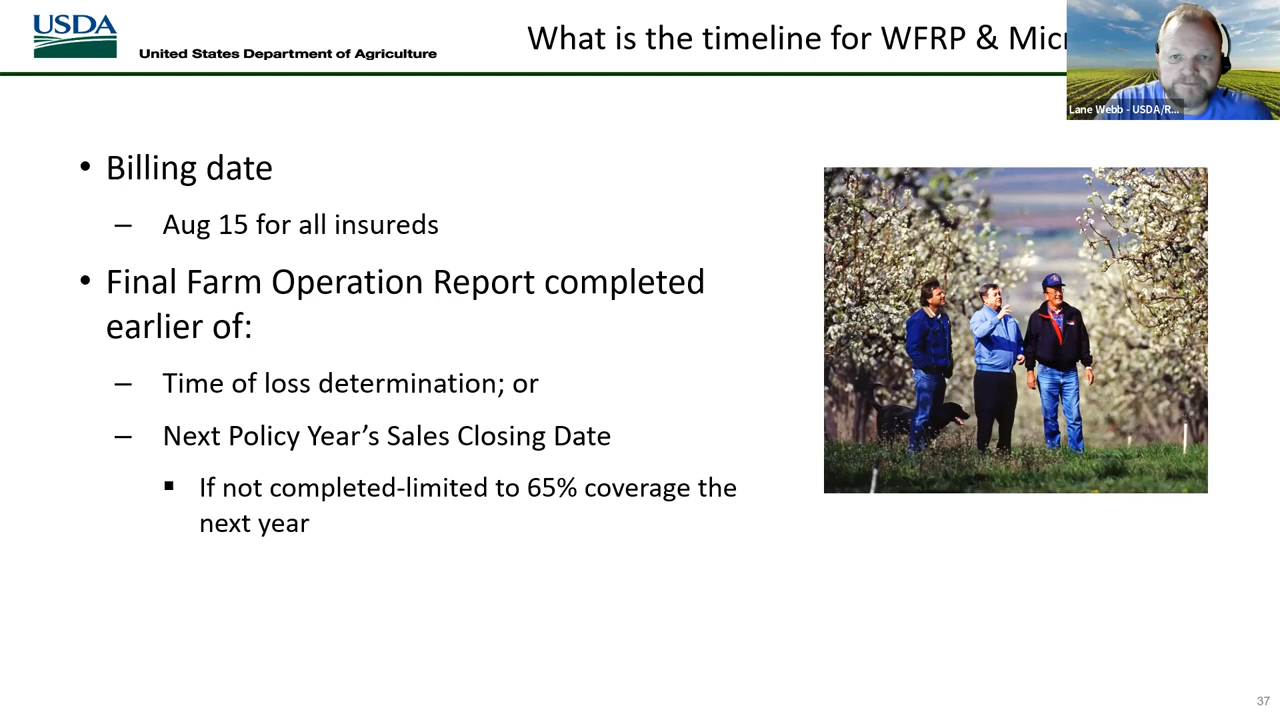 USDA
United States Department of Agriculture
What is the timeline for WFRP & Micr
Lane Webb - USDA/R...
• Billing date
– Aug 15 for all insureds
• Final Farm Operation Report completed
earlier of:
– Time of loss determination; or
– Next Policy Year’s Sales Closing Date
▪ If not completed-limited to 65% coverage the
next year
37